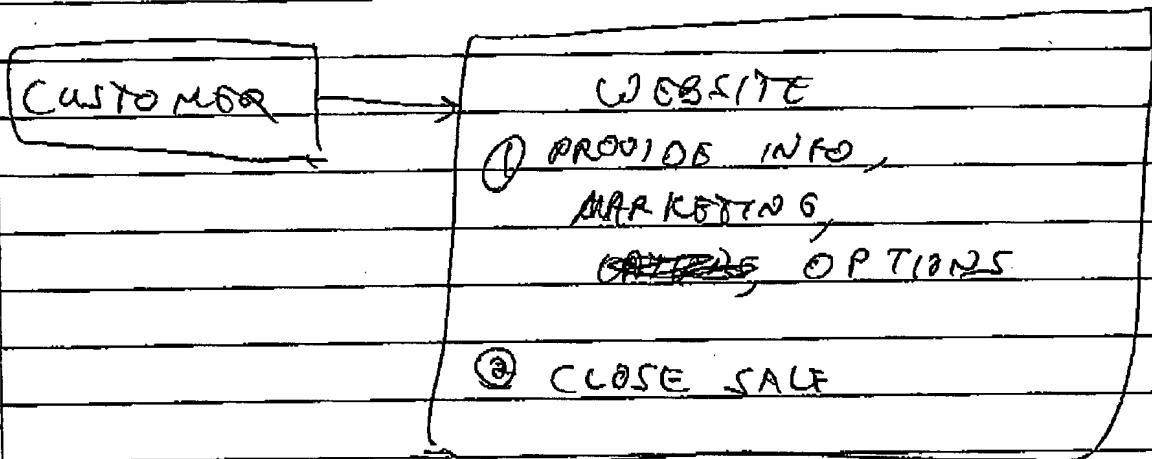 CUSTOMER
WEBSITE
① PROVIDE INFO,
MARKETING,
, OPTIONS
② CLOSE SALE